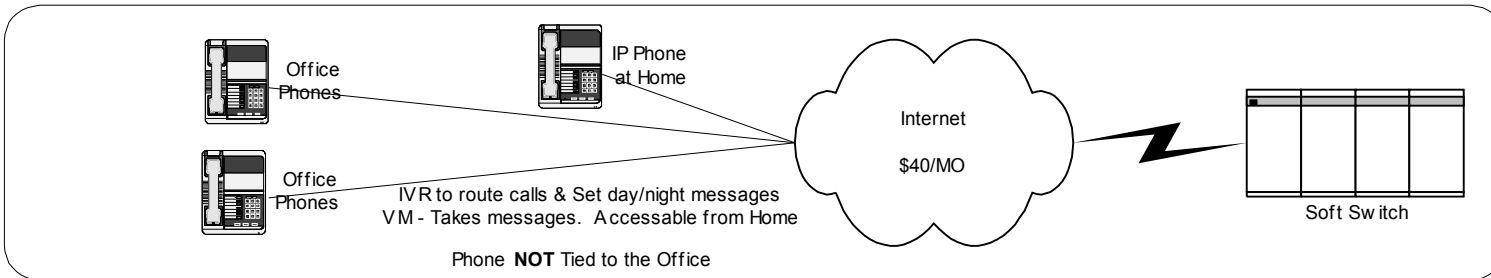 Office
Phones
IP Phone
at Home
Internet
$40/MO
Office
Phones
IVR to route calls & Set day/night messages
VM - Takes messages. Accessable from Home
Phone NOT Tied to the Office
Soft Switch